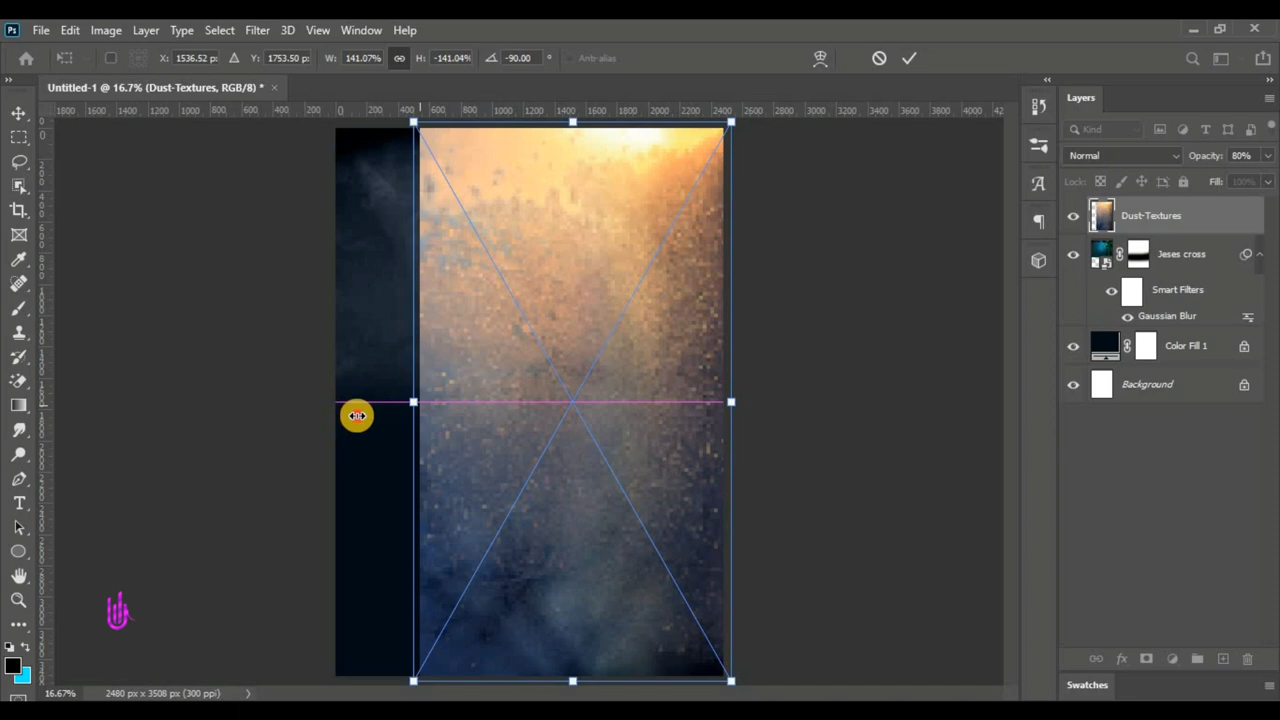 Ps File Edit Image Layer Type Select Filter 3D View Window Help
X: 1536.52 p: Y: 1753.50 p: W: 141.07% H: -141.04% -90.00 ° Anti-alias
Untitled-1 @ 16.7% (Dust-Textures, RGB/8) * ×
1800 1600 1400 1200 1000 800 600 400 200 0 200 400 600 800 1000 1200 1400 1600 1800 2000 2200 2400 2600 2800 3000 3200 3400 3600 3800 4000 42
Layers
Kind
Normal Opacity: 80%
Lock: Fill: 100%
Dust-Textures
Jeses cross
Smart Filters
Gaussian Blur
Color Fill 1
Background
fx
Swatches
16.67% 2480 px x 3508 px (300 ppi)